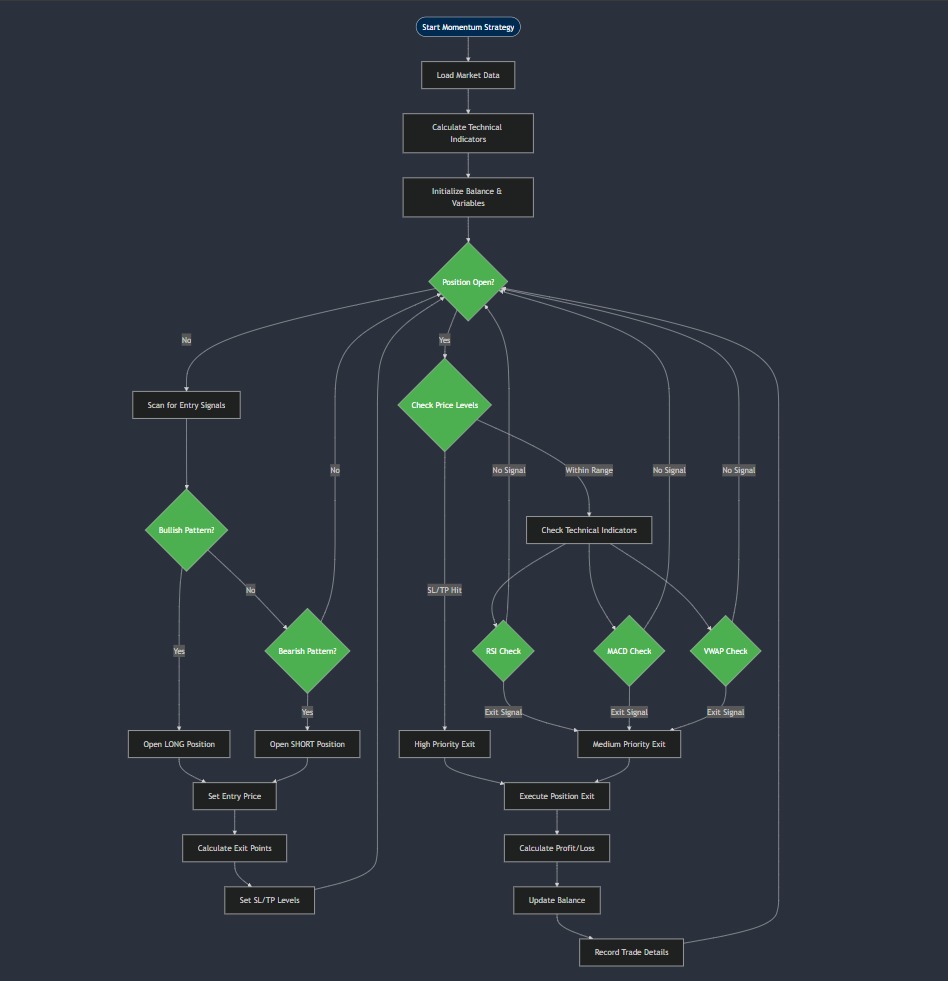 Start Momentum Strategy
Load Market Data
Calculate Technical
Indicators
Initialize Balance &
Variables
Position Open?
No
Yes
Scan for Entry Signals
Check Price Levels
No
No Signal
Within Range
No Signal
No Signal
Bullish Pattern?
Check Technical Indicators
No
SL/TP Hit
Yes
Bearish Pattern?
RSI Check
MACD Check
VWAP Check
Yes
Exit Signal
Exit Signal
Exit Signal
Open LONG Position
Open SHORT Position
High Priority Exit
Medium Priority Exit
Set Entry Price
Execute Position Exit
Calculate Exit Points
Calculate Profit/Loss
Set SL/TP Levels
Update Balance
Record Trade Details